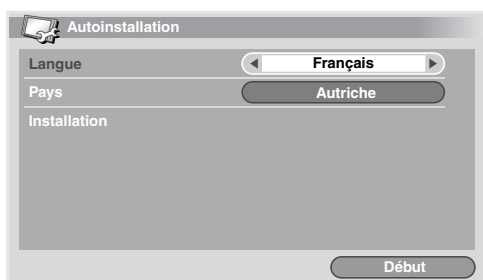 Autoinstallation
Langue Français
Pays Autriche
Installation
Début